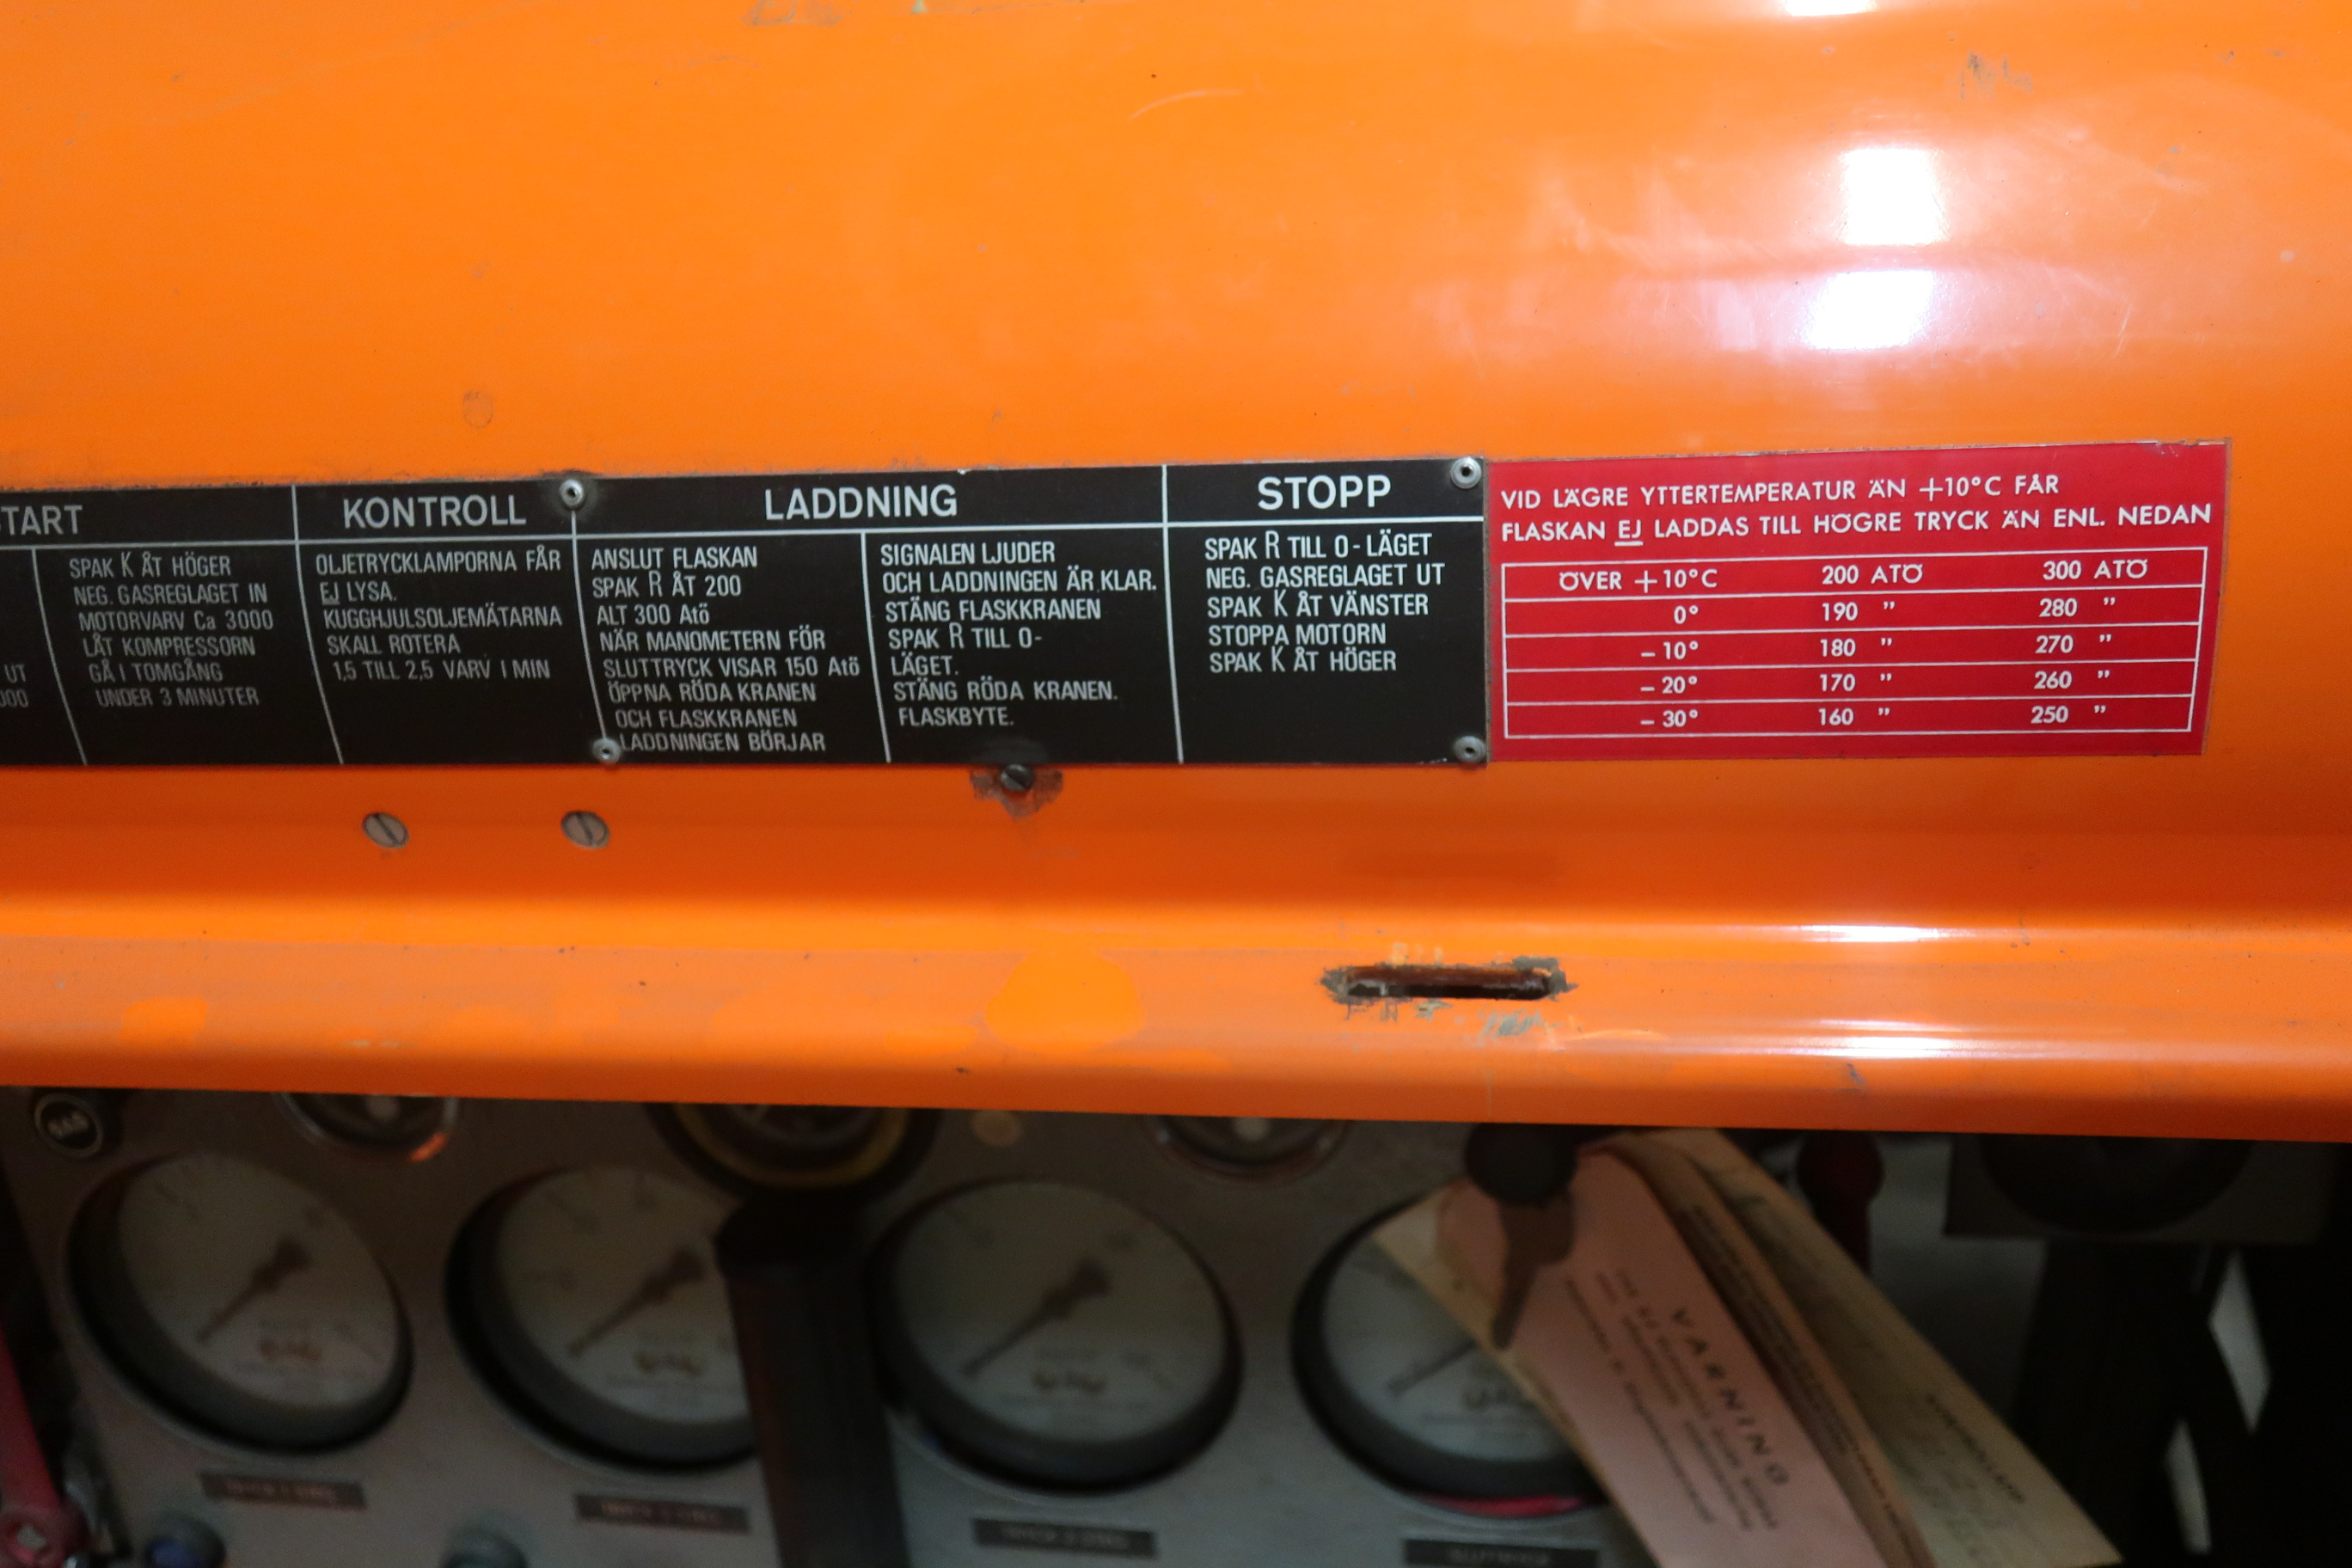 START
UT
000
SPAK K ÅT HÖGER
NEG. GASREGLAGET IN
MOTORVARV Ca 3000
LÅT KOMPRESSORN
GÅ I TOMGÅNG
UNDER 3 MINUTER
KONTROLL
OLJETRYCKLAMPORNA FÅR
EJ LYSA.
KUGGHJULSOLJEMÄTARNA
SKALL ROTERA
1,5 TILL 2,5 VARV I MIN
LADDNING
ANSLUT FLASKAN
SPAK R ÅT 200
ALT 300 Atö
NÄR MANOMETERN FÖR
SLUTTRYCK VISAR 150 Atö
ÖPPNA RÖDA KRANEN
OCH FLASKKRANEN
LADDNINGEN BÖRJAR
SIGNALEN LJUDER
OCH LADDNINGEN ÄR KLAR.
STÄNG FLASKKRANEN
SPAK R TILL O-
LÄGET.
STÄNG RÖDA KRANEN.
FLASKBYTE.
STOPP
SPAK R TILL O-LÄGET
NEG. GASREGLAGET UT
SPAK K ÅT VÄNSTER
STOPPA MOTORN
SPAK K ÅT HÖGER
VID LÄGRE YTTERTEMPERATUR ÄN +10°C FÅR
FLASKAN EJ LADDAS TILL HÖGRE TRYCK ÄN ENL. NEDAN
ÖVER +10°C 200 ATÖ 300 ATÖ
0° 190 " 280 "
-10° 180 " 270 "
-20° 170 " 260 "
-30° 160 " 250 "
VARNING